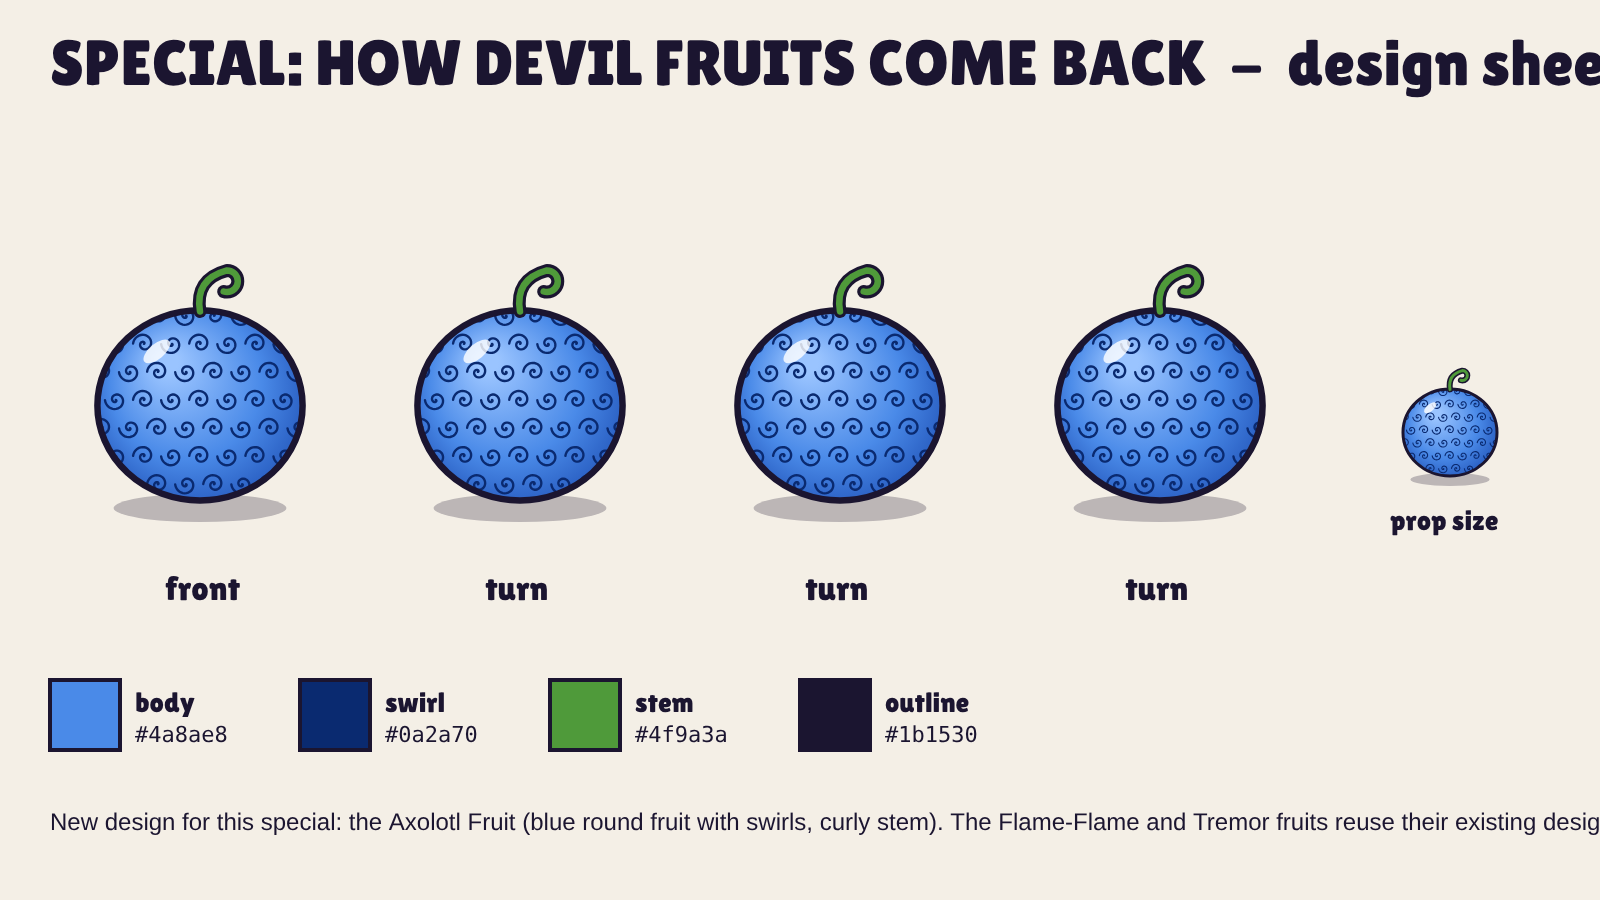 SPECIAL: HOW DEVIL FRUITS COME BACK – design shee
front
turn
turn
turn
prop size
body
#4a8ae8
swirl
#0a2a70
stem
#4f9a3a
outline
#1b1530
New design for this special: the Axolotl Fruit (blue round fruit with swirls, curly stem). The Flame-Flame and Tremor fruits reuse their existing desig